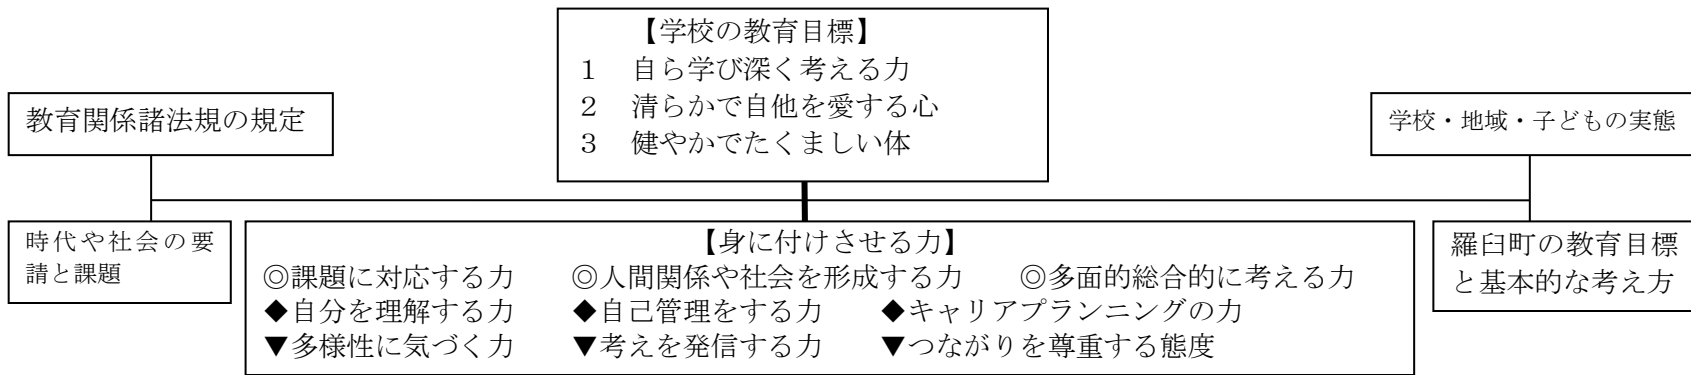 【学校の教育目標】
1 自ら学び深く考える力
2 清らかで自他を愛する心
3 健やかでたくましい体
教育関係諸法規の規定
学校・地域・子どもの実態
時代や社会の要
請と課題
【身に付けさせる力】
◎課題に対応する力 ◎人間関係や社会を形成する力 ◎多面的総合的に考える力
◆自分を理解する力 ◆自己管理をする力 ◆キャリアプランニングの力
▼多様性に気づく力 ▼考えを発信する力 ▼つながりを尊重する態度
羅臼町の教育目標
と基本的な考え方